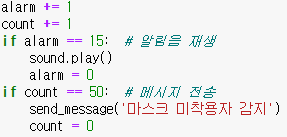 alarm += 1
count += 1
if alarm == 15:  # 알림음 재생
    sound.play()
    alarm = 0
if count == 50:  # 메시지 전송
    send_message('마스크 미착용자 감지')
    count = 0